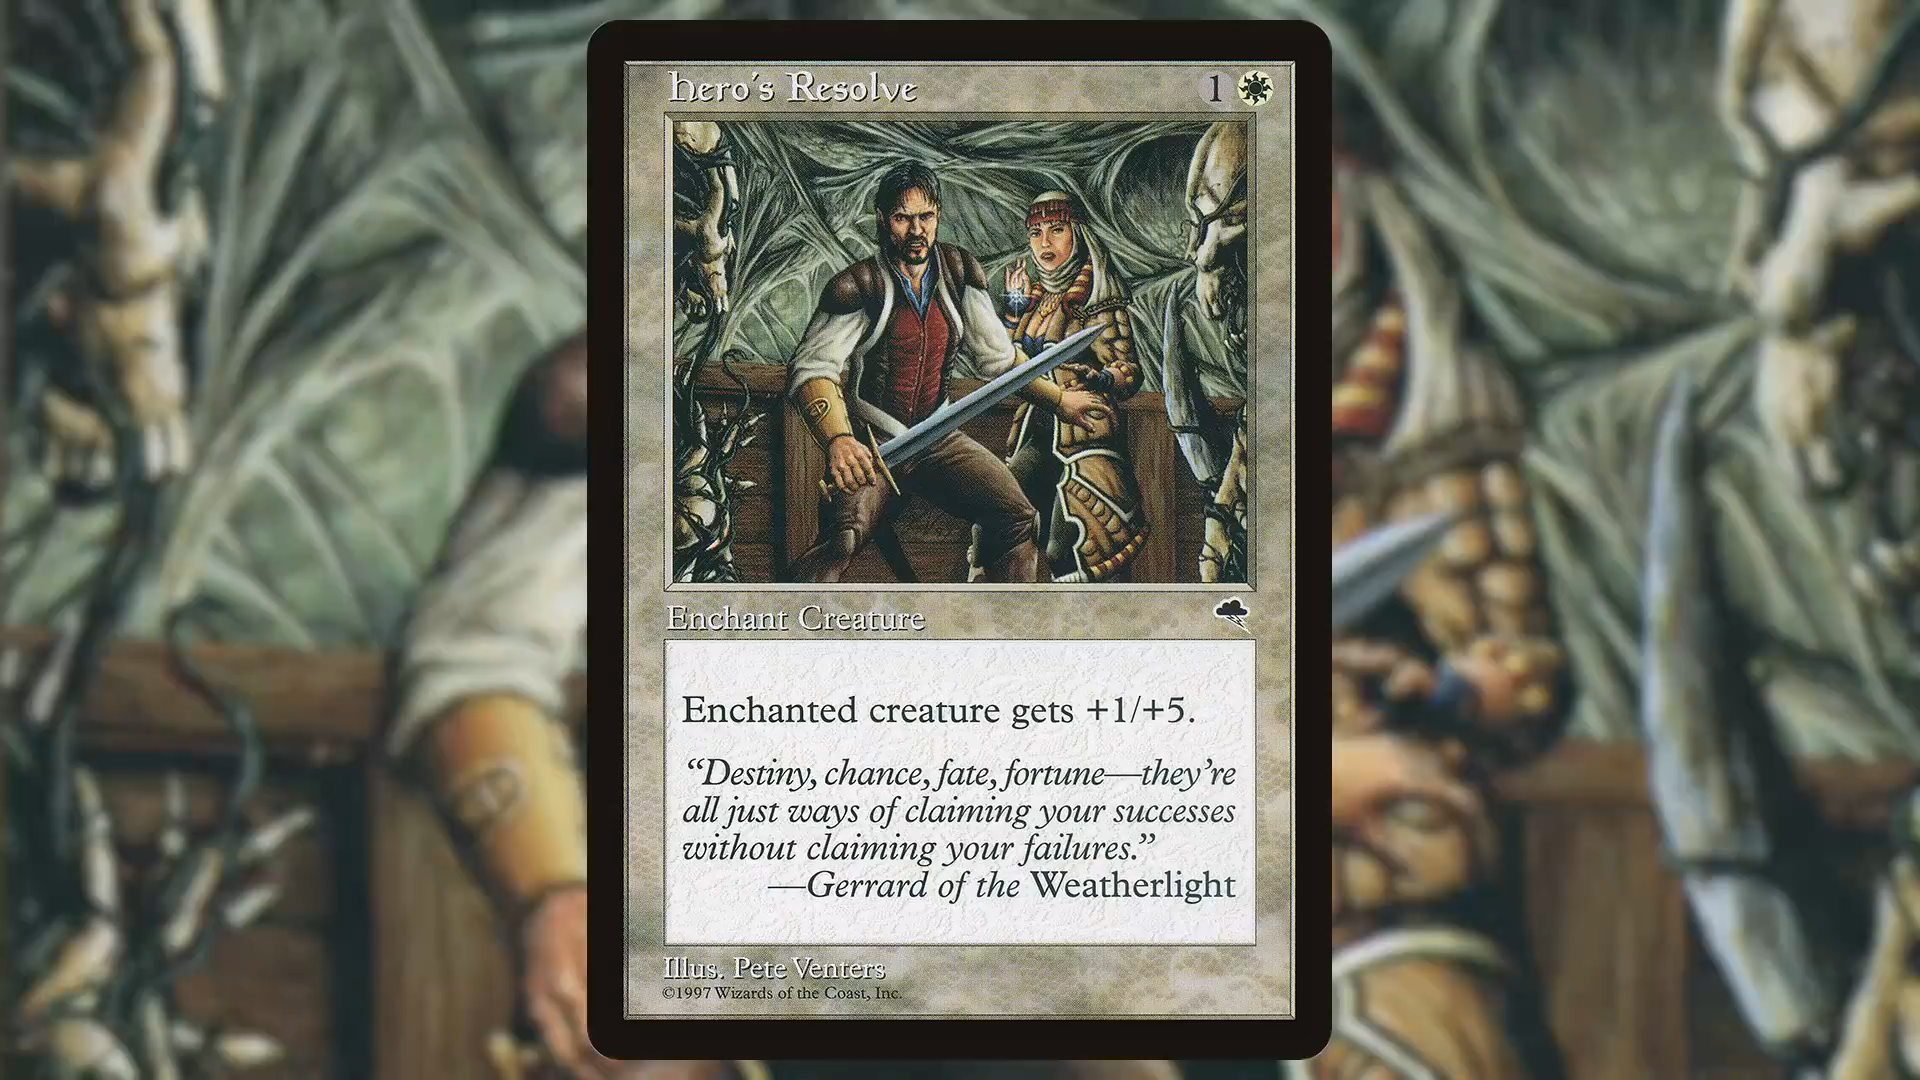 Hero's Resolve
1
Enchant Creature
Enchanted creature gets +1/+5.
“Destiny, chance, fate, fortune—they’re
all just ways of claiming your successes
without claiming your failures.”
—Gerrard of the Weatherlight
Illus. Pete Venters
©1997 Wizards of the Coast, Inc.